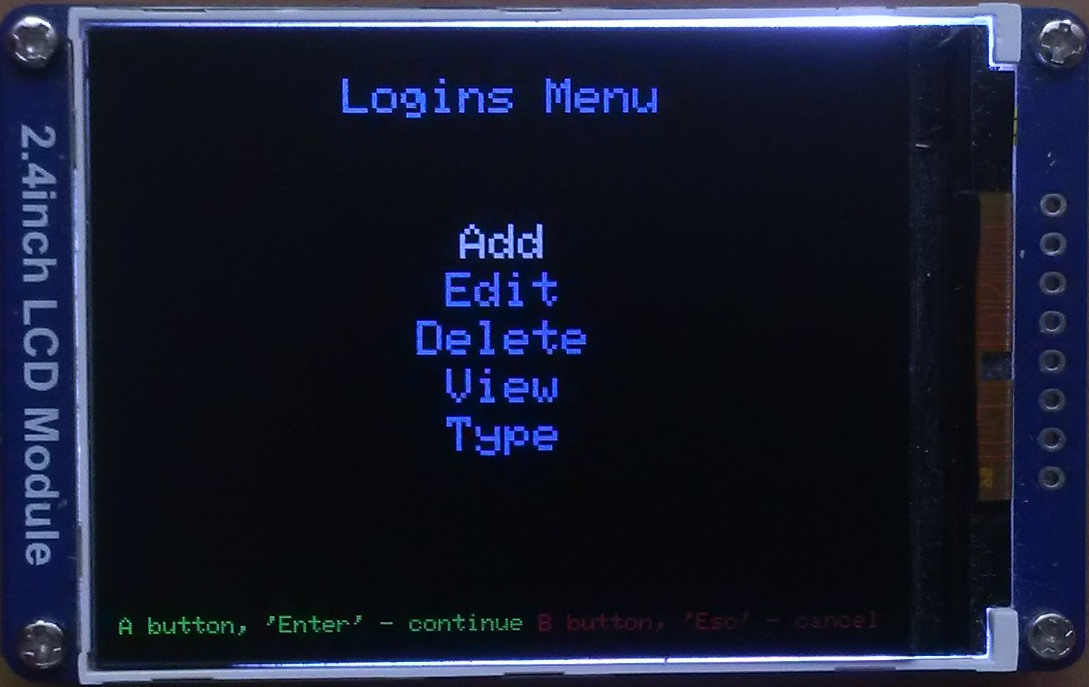 Logins Menu
Add
Edit
Delete
View
Type
A button, 'Enter' - continue B button, 'Esc' - cancel
2.4inch LCD Module